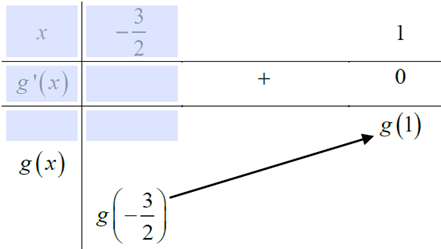 x -3/2 1
g'(x) + 0
g(1)
g(x)
g(-3/2)